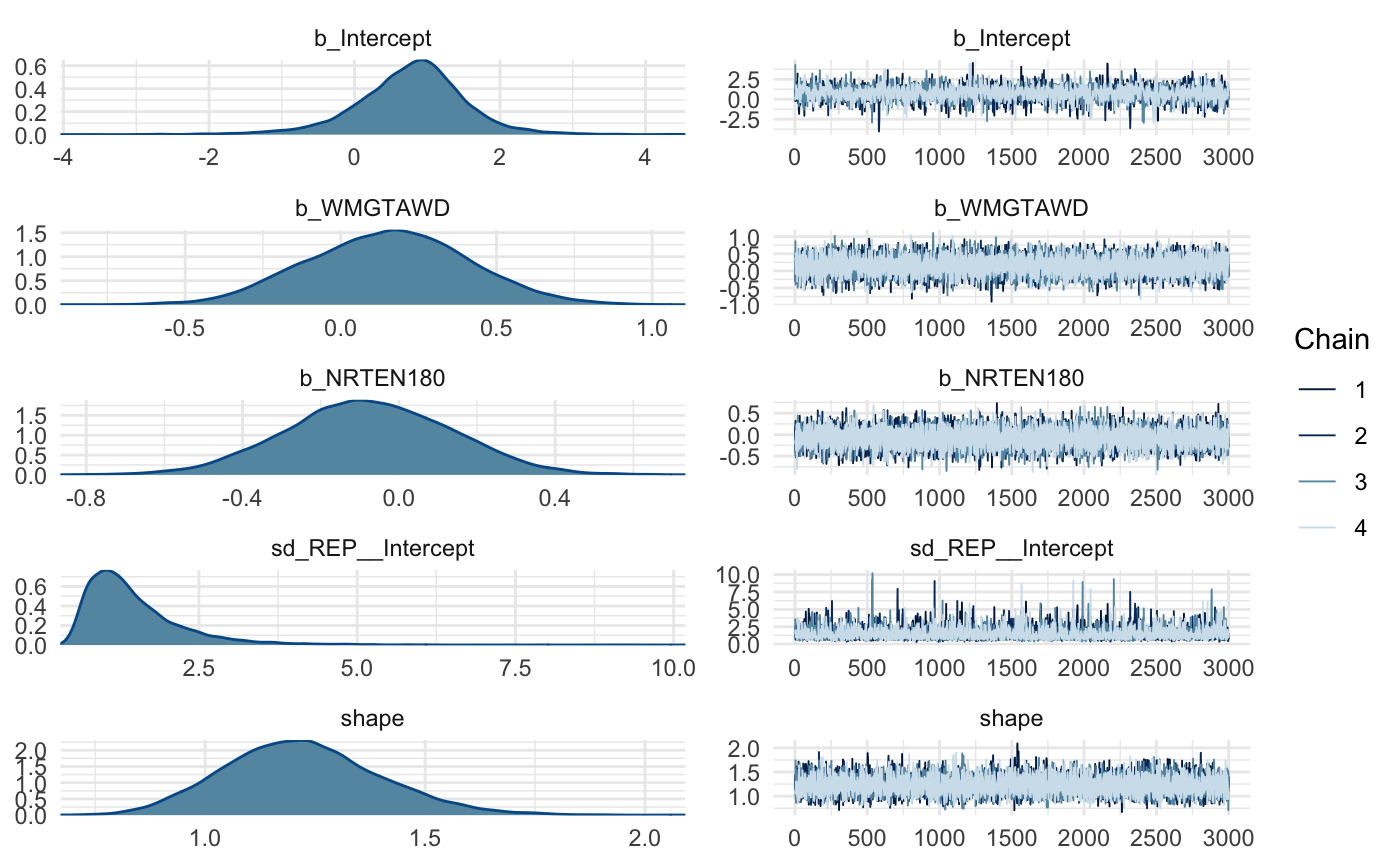 b_Intercept b_Intercept
0.6
0.4
0.2
0.0
-4 -2 0 2 4
2.5
0.0
-2.5
0 500 1000 1500 2000 2500 3000
b_WMGTAWD b_WMGTAWD
1.5
1.0
0.5
0.0
-0.5 0.0 0.5 1.0
1.0
0.5
0.0
-0.5
-1.0
0 500 1000 1500 2000 2500 3000
b_NRTEN180 b_NRTEN180
1.5
1.0
0.5
0.0
-0.8 -0.4 0.0 0.4
0.5
0.0
-0.5
0 500 1000 1500 2000 2500 3000
sd_REP__Intercept sd_REP__Intercept
0.6
0.4
0.2
0.0
2.5 5.0 7.5 10.0
10.0
7.5
5.0
2.5
0.0
0 500 1000 1500 2000 2500 3000
shape shape
2.0
1.5
1.0
0.5
0.0
1.0 1.5 2.0
2.0
1.5
1.0
0 500 1000 1500 2000 2500 3000
Chain
1
2
3
4